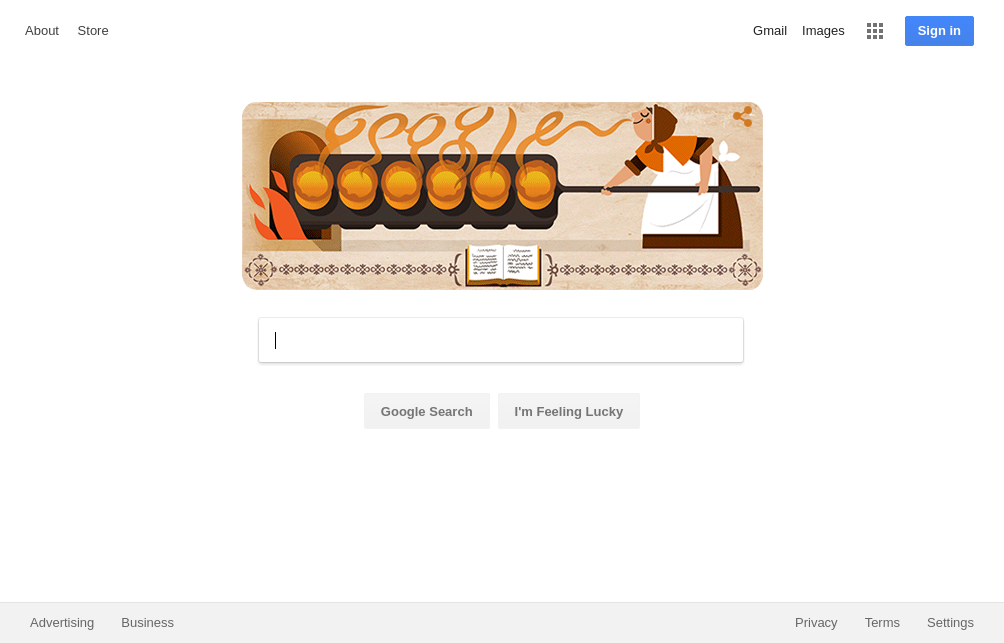 About Store
Gmail Images Sign in
Google
Google Search I'm Feeling Lucky
Advertising Business
Privacy Terms Settings